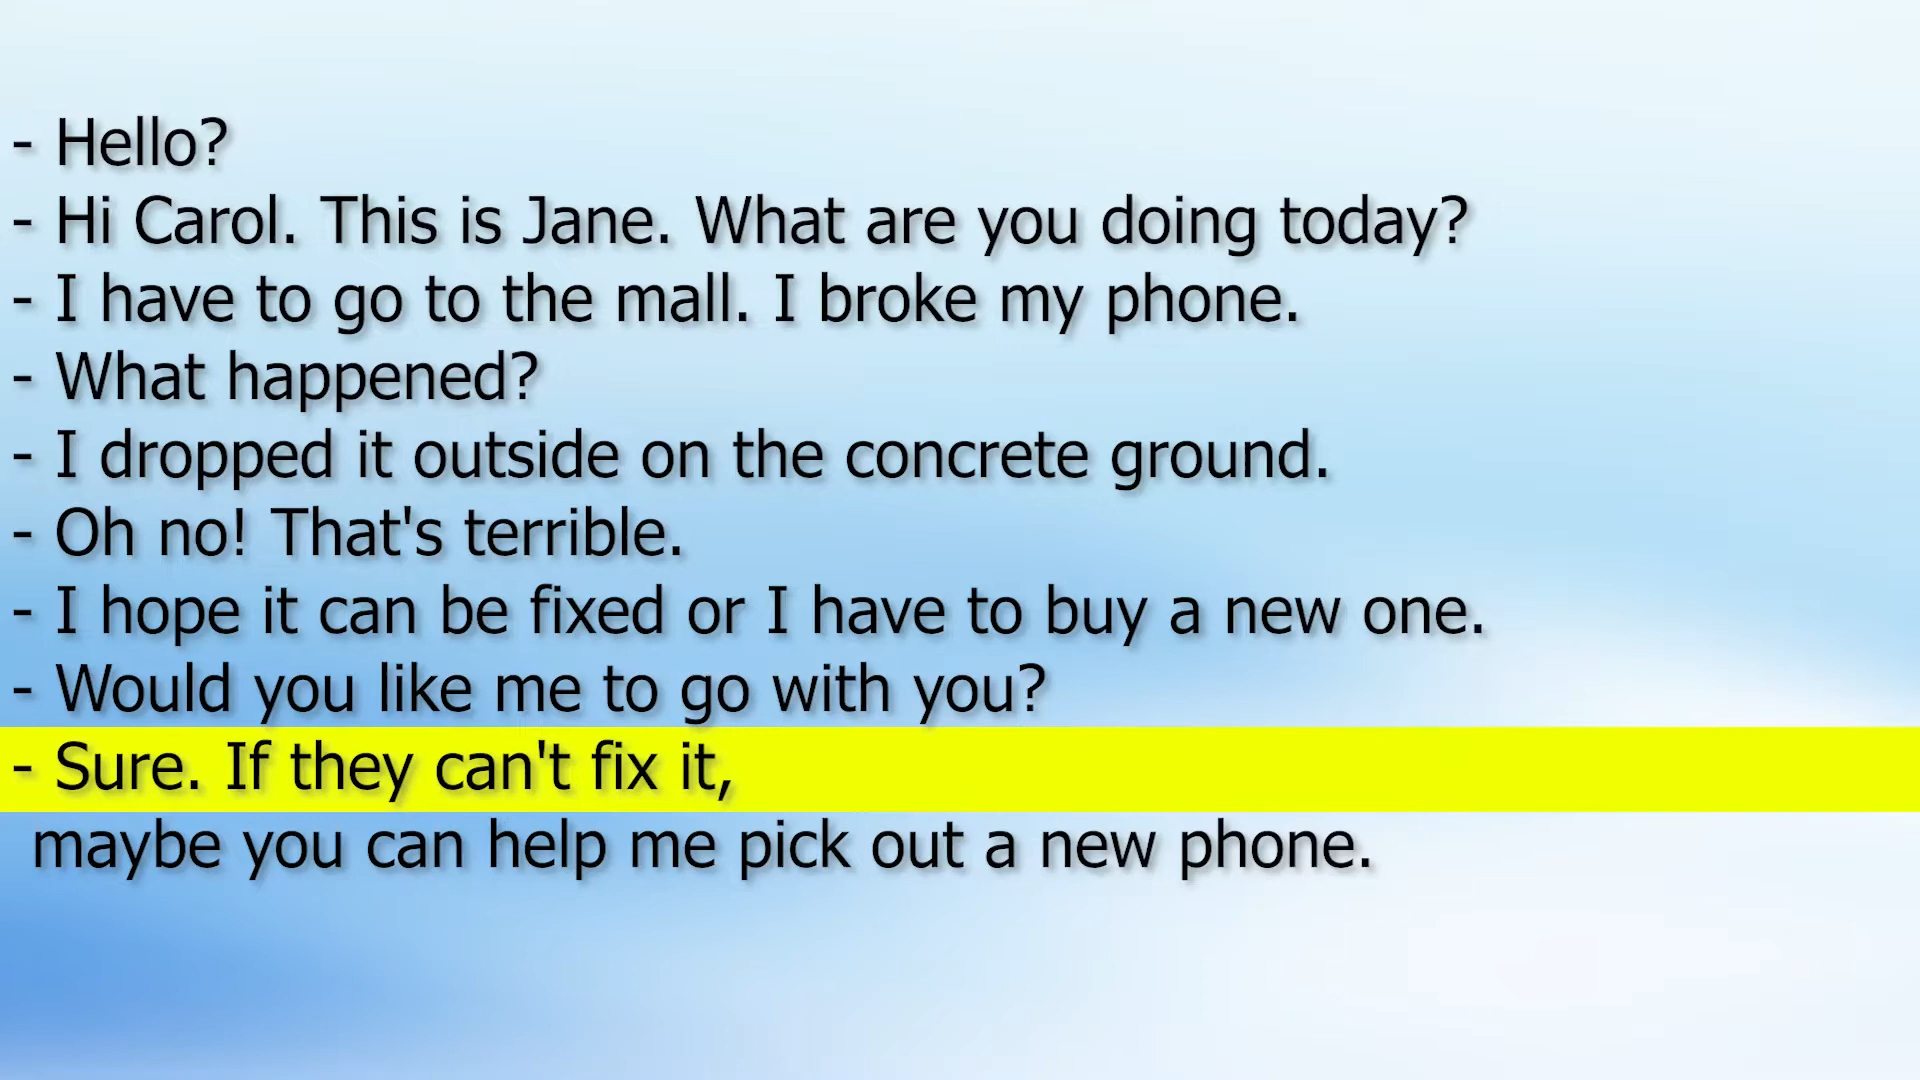 - Hello?
- Hi Carol. This is Jane. What are you doing today?
- I have to go to the mall. I broke my phone.
- What happened?
- I dropped it outside on the concrete ground.
- Oh no! That's terrible.
- I hope it can be fixed or I have to buy a new one.
- Would you like me to go with you?
- Sure. If they can't fix it,
maybe you can help me pick out a new phone.